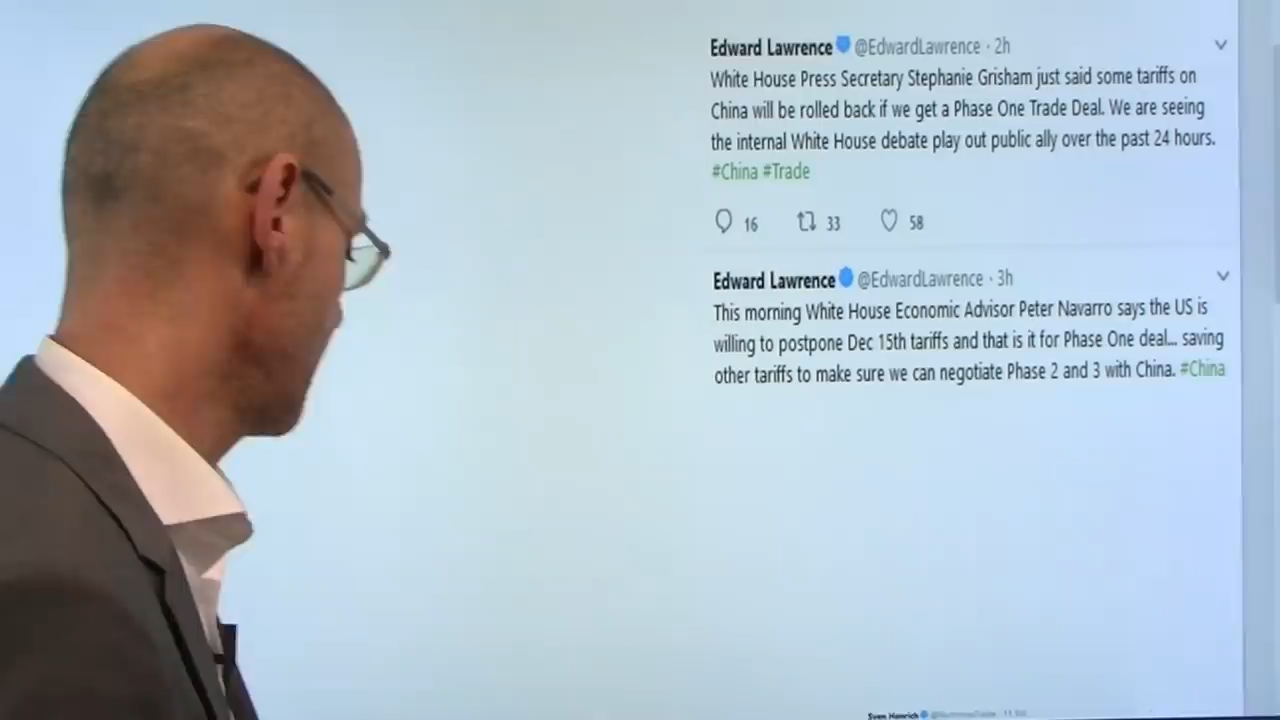 Edward Lawrence @EdwardLawrence · 2h
White House Press Secretary Stephanie Grisham just said some tariffs on
China will be rolled back if we get a Phase One Trade Deal. We are seeing
the internal White House debate play out public ally over the past 24 hours.
#China #Trade
16 33 58
Edward Lawrence @EdwardLawrence · 3h
This morning White House Economic Advisor Peter Navarro says the US is
willing to postpone Dec 15th tariffs and that is it for Phase One deal... saving
other tariffs to make sure we can negotiate Phase 2 and 3 with China. #China
Sven Henrich